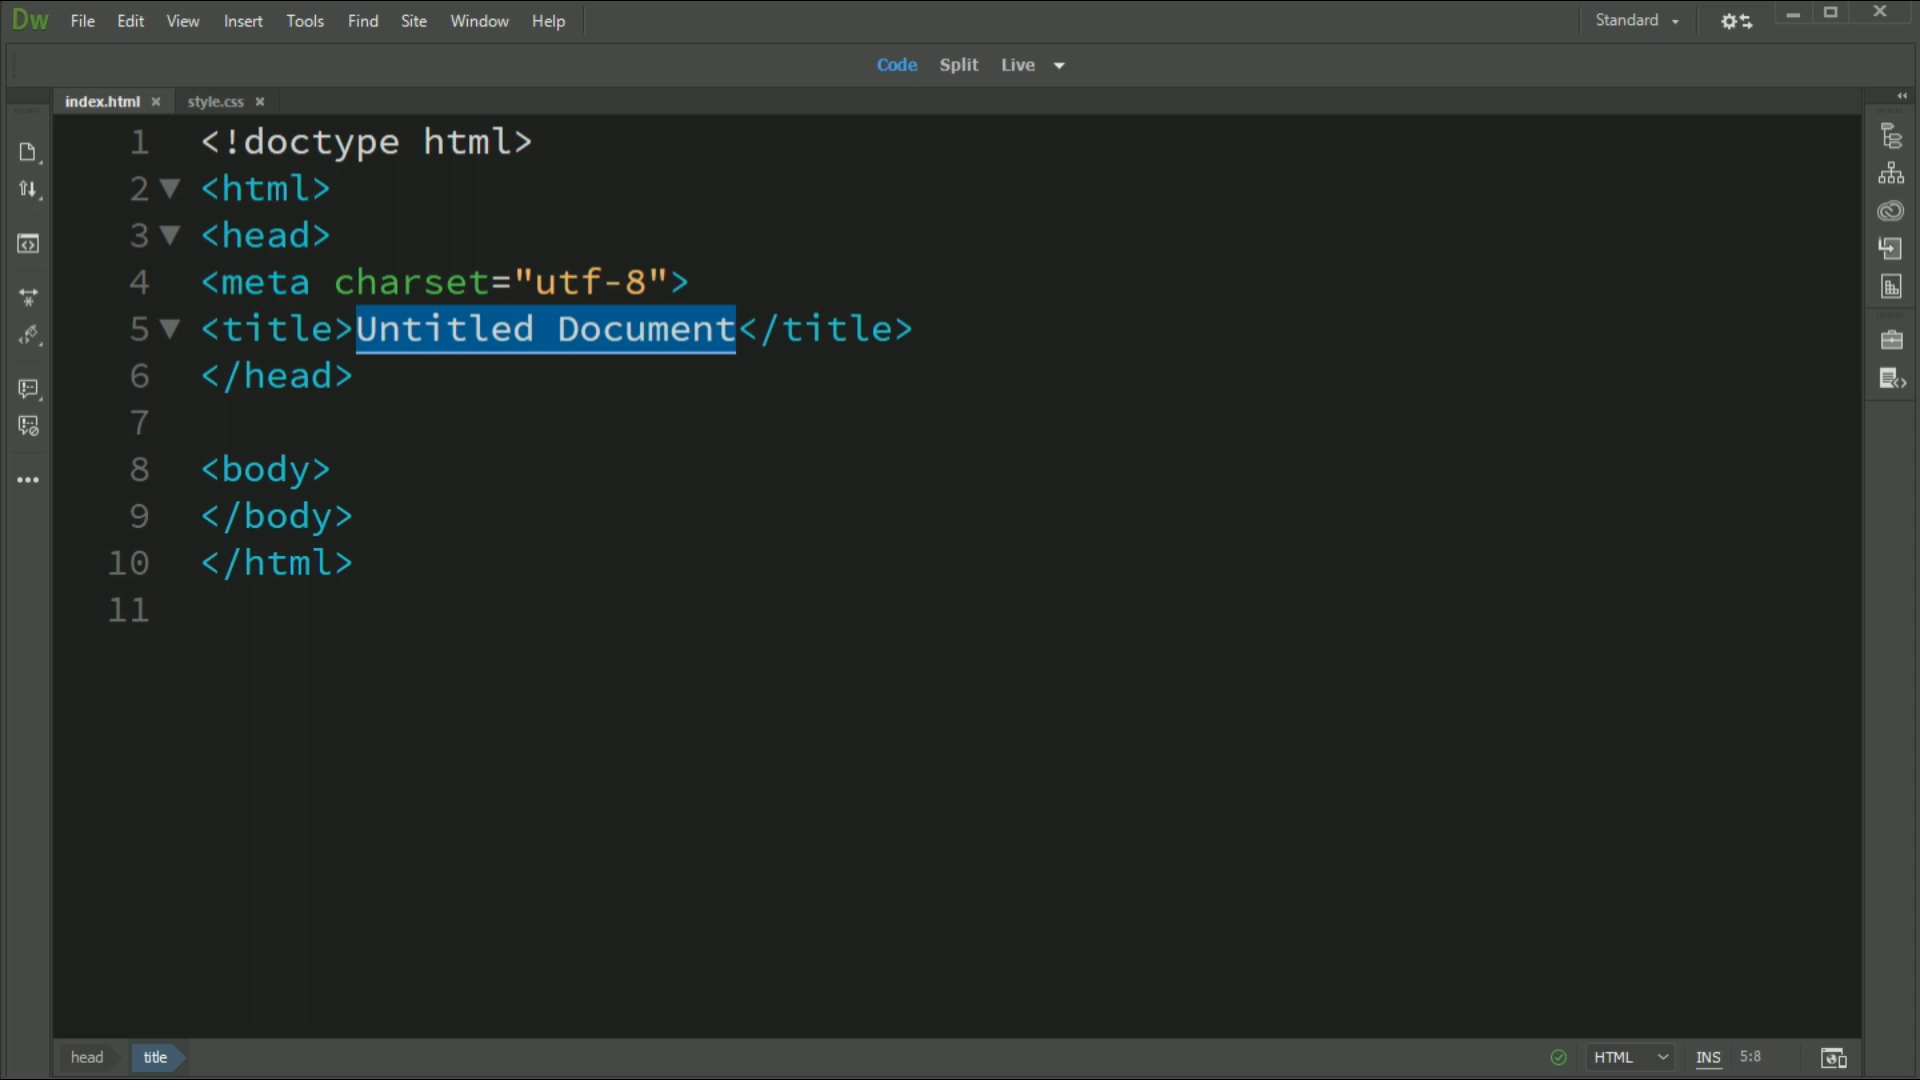 Dw File Edit View Insert Tools Find Site Window Help Standard
Code Split Live
index.html × style.css ×
1 <!doctype html>
2 <html>
3 <head>
4 <meta charset="utf-8">
5 <title>Untitled Document</title>
6 </head>
7
8 <body>
9 </body>
10 </html>
11
head title HTML INS 5:8